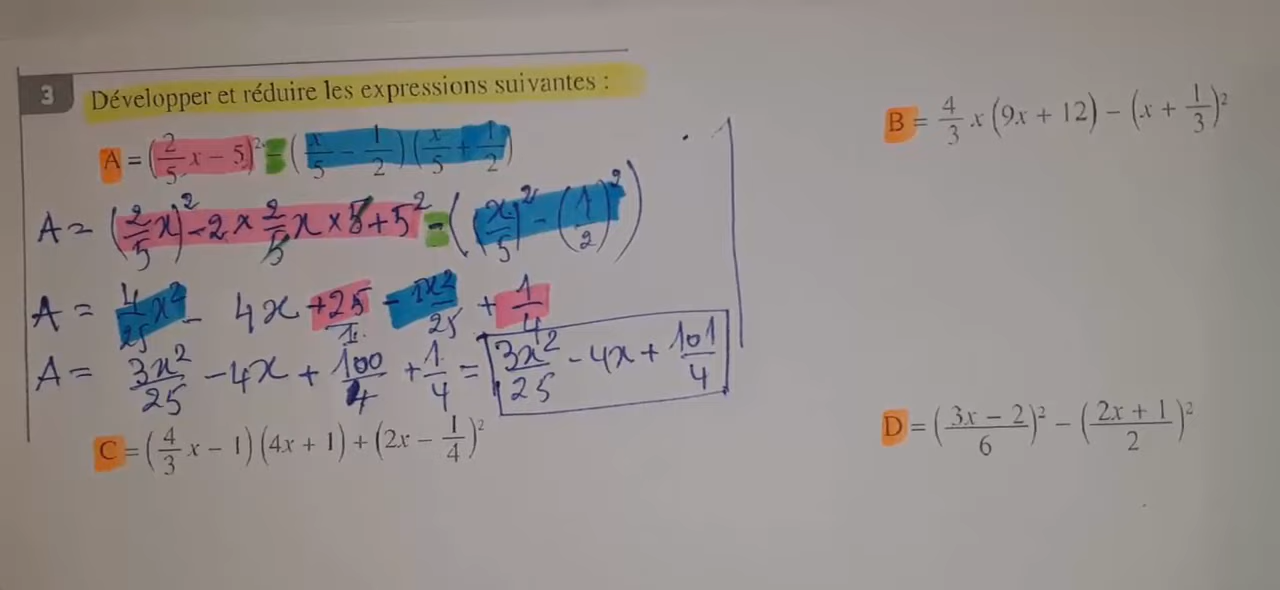 3 Développer et réduire les expressions suivantes :
A = (2/5 x − 5)² − (x/5 − 1/2)(x/5 + 1/2)
B = 4/3 x (9x + 12) − (x + 1/3)²
A = (2/5 x)² − 2 × 2/5 x × 5 + 5² − ((x/5)² − (1/2)²)
A = 4/25 x² − 4x + 25/1 − 1x²/25 + 1/4
A = 3x²/25 − 4x + 100/4 + 1/4 = 3x²/25 − 4x + 101/4
C = (4/3 x − 1)(4x + 1) + (2x − 1/4)²
D = ((3x − 2)/6)² − ((2x + 1)/2)²